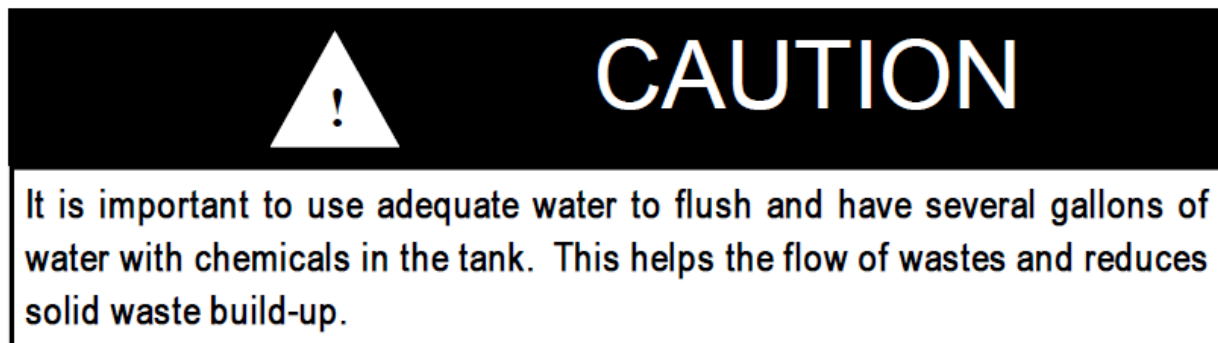 !
CAUTION
It is important to use adequate water to flush and have several gallons of
water with chemicals in the tank.  This helps the flow of wastes and reduces
solid waste build-up.